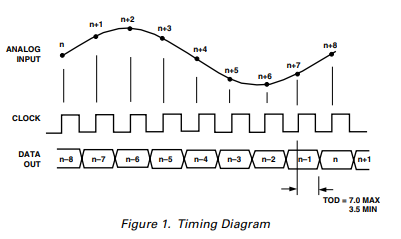 n
n+1
n+2
n+3
n+4
n+5
n+6
n+7
n+8
ANALOG
INPUT
CLOCK
DATA
OUT
n–8 n–7 n–6 n–5 n–4 n–3 n–2 n–1 n n+1
TOD = 7.0 MAX
3.5 MIN
Figure 1. Timing Diagram